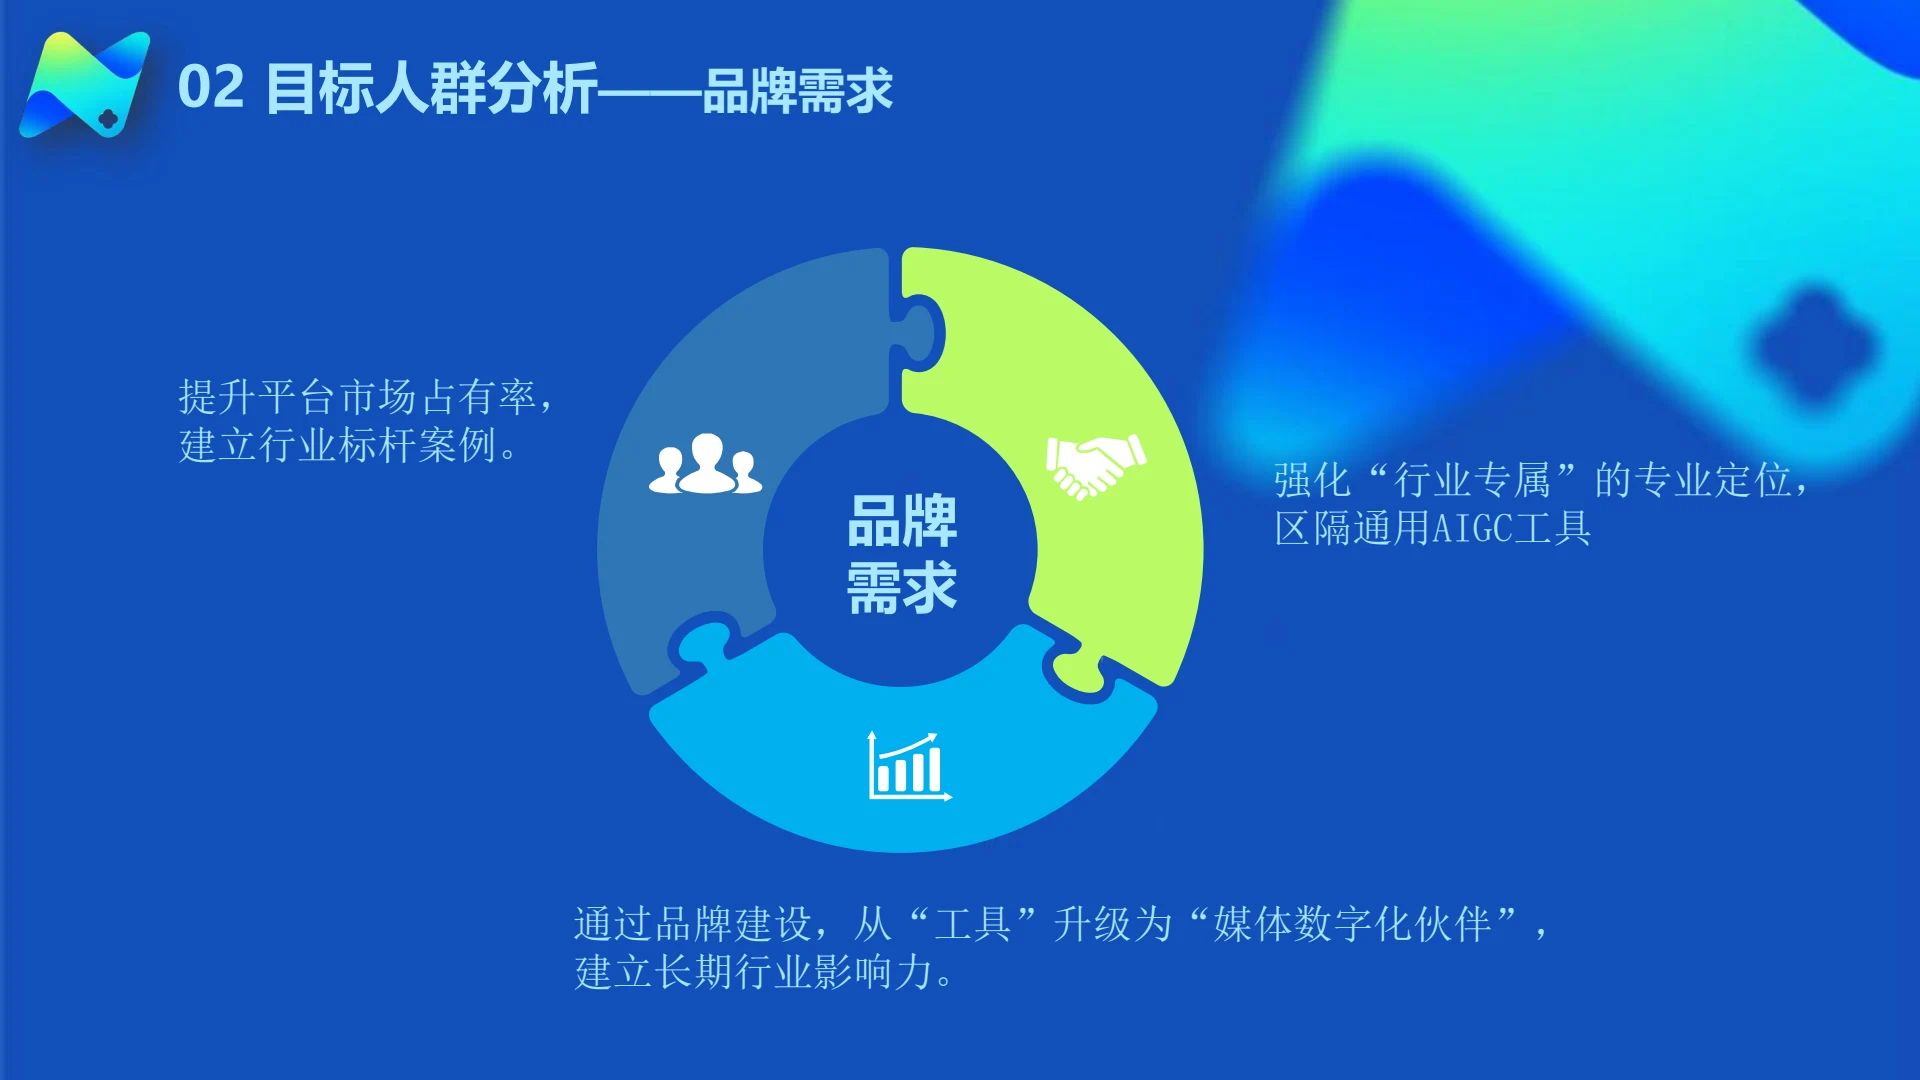 02 目标人群分析——品牌需求
提升平台市场占有率，
建立行业标杆案例。
品牌
需求
强化“行业专属”的专业定位，
区隔通用AIGC工具
通过品牌建设，从“工具”升级为“媒体数字化伙伴”，
建立长期行业影响力。